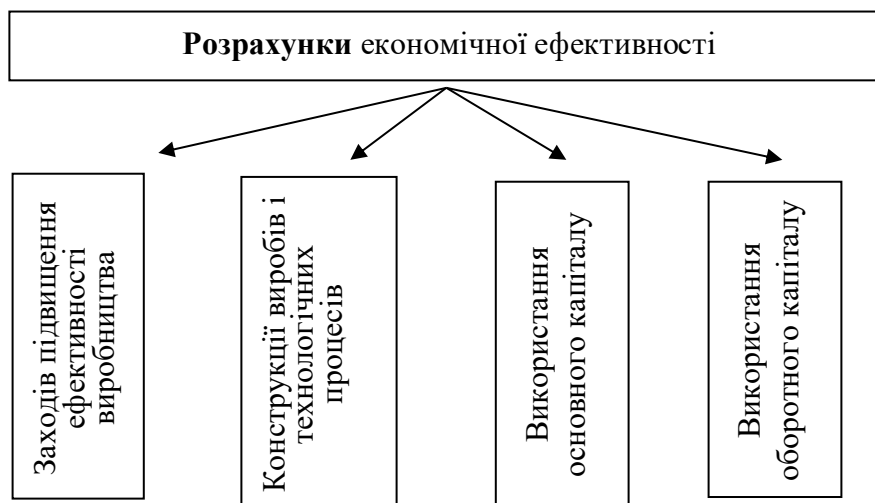 Розрахунки економічної ефективності
Заходів підвищення
ефективності
виробництва
Конструкції виробів і
технологічних
процесів
Використання
основного капіталу
Використання
оборотного капіталу